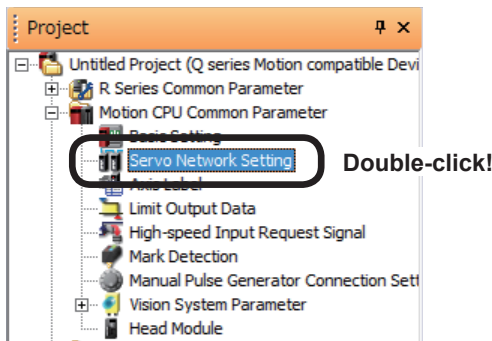 Project
Untitled Project (Q series Motion compatible Devi
R Series Common Parameter
Motion CPU Common Parameter
Basic Setting
Servo Network Setting
Double-click!
Axis Label
Limit Output Data
High-speed Input Request Signal
Mark Detection
Manual Pulse Generator Connection Sett
Vision System Parameter
Head Module